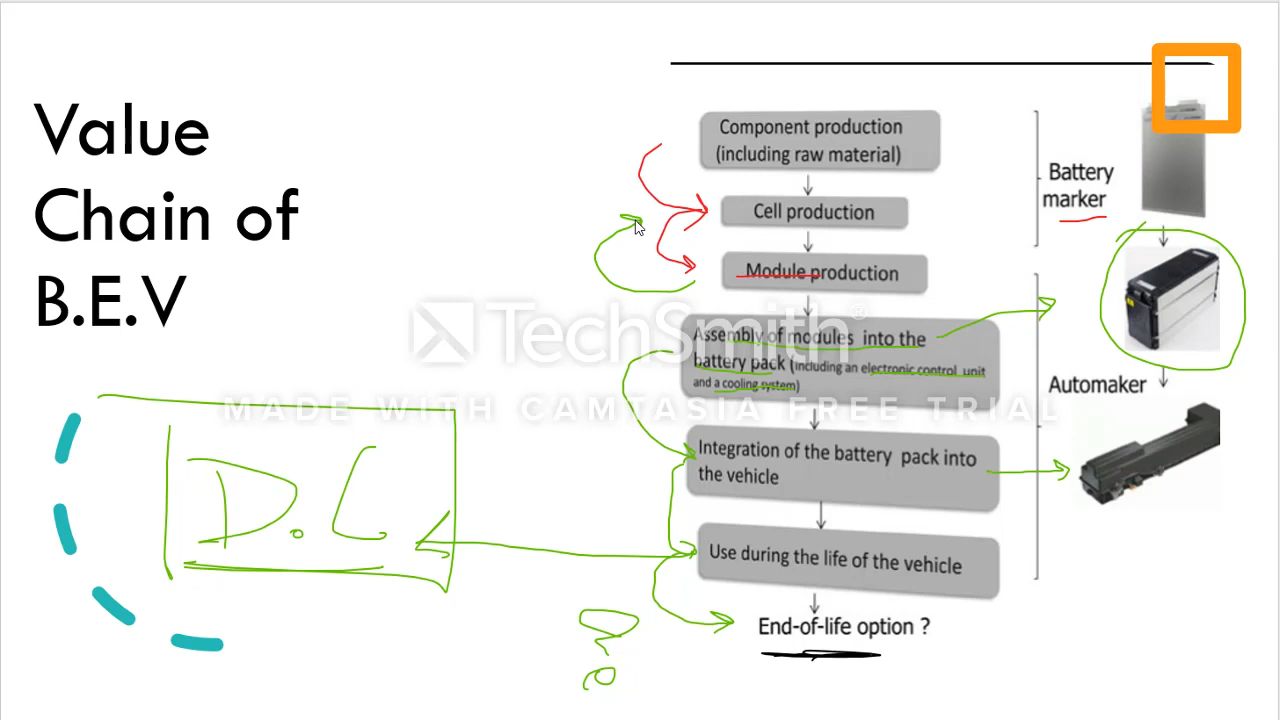 Value
Chain of
B.E.V
Component production
(including raw material)
Cell production
Module production
Assembly of modules into the
battery pack (including an electronic control unit
and a cooling system)
Integration of the battery pack into
the vehicle
Use during the life of the vehicle
End-of-life option ?
Battery
marker
Automaker
TechSmith®
MADE WITH CAMTASIA FREE TRIAL
D.C.
?